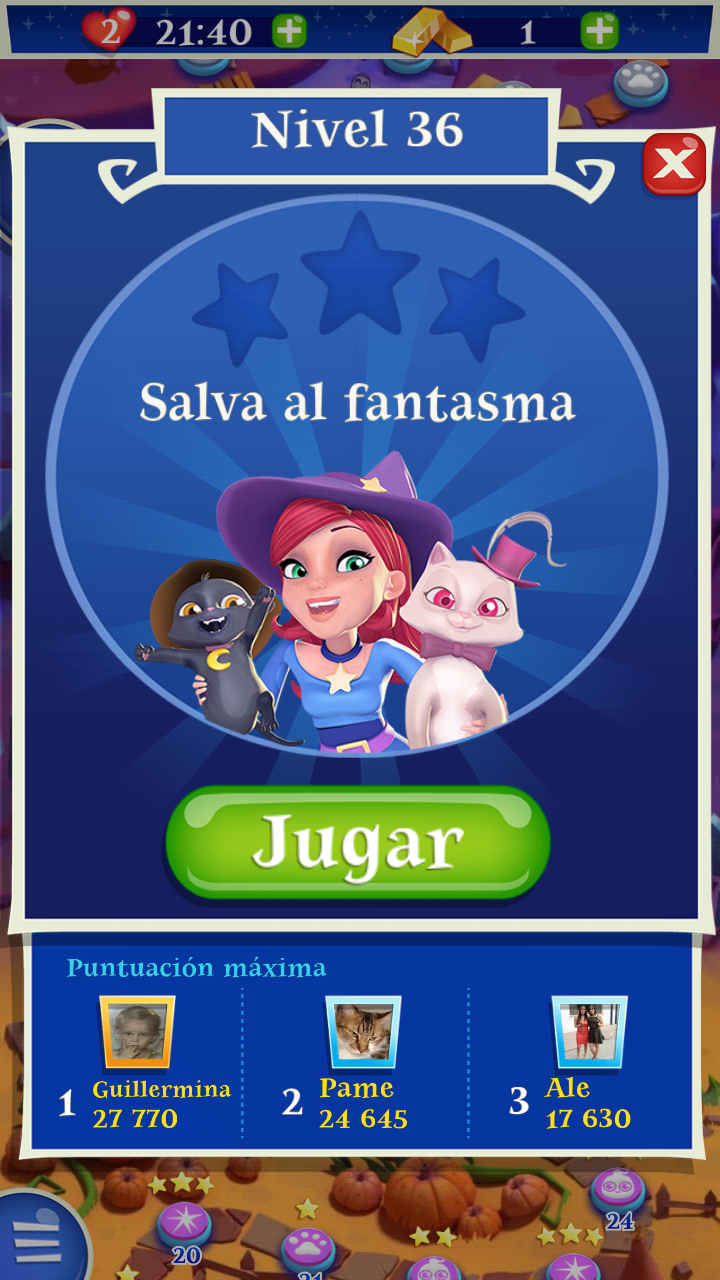 2 21:40 1
Nivel 36
Salva al fantasma
Jugar
Puntuación máxima
1 Guillermina
27 770
2 Pame
24 645
3 Ale
17 630
24
20